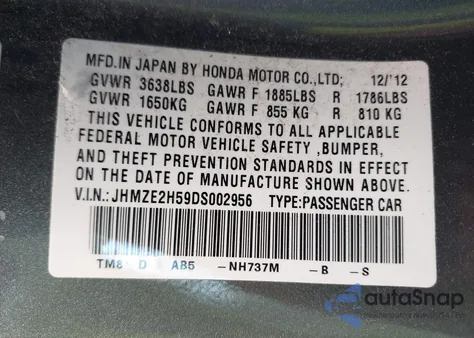 MFD.IN JAPAN BY HONDA MOTOR CO.,LTD; 12/'12
GVWR 3638LBS GAWR F 1885LBS R 1786LBS
GVWR 1650KG GAWR F 855 KG R 810 KG
THIS VEHICLE CONFORMS TO ALL APPLICABLE
FEDERAL MOTOR VEHICLE SAFETY ,BUMPER,
AND THEFT PREVENTION STANDARDS IN EFFECT
ON THE DATE OF MANUFACTURE SHOWN ABOVE.
V.I.N.: JHMZE2H59DS002956 TYPE:PASSENGER CAR
TM8 D AB5 -NH737M -B -S
autoSnap